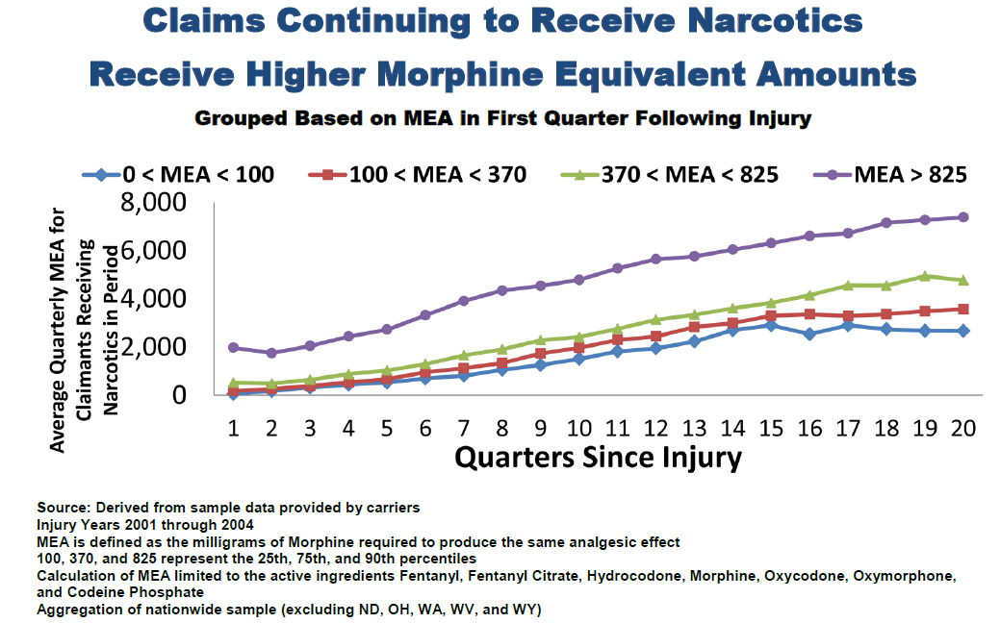 Claims Continuing to Receive Narcotics
Receive Higher Morphine Equivalent Amounts
Grouped Based on MEA in First Quarter Following Injury
0 < MEA < 100
100 < MEA < 370
370 < MEA < 825
MEA > 825
Average Quarterly MEA for
Claimants Receiving
Narcotics in Period
8,000
6,000
4,000
2,000
0
1 2 3 4 5 6 7 8 9 10 11 12 13 14 15 16 17 18 19 20
Quarters Since Injury
Source: Derived from sample data provided by carriers
Injury Years 2001 through 2004
MEA is defined as the milligrams of Morphine required to produce the same analgesic effect
100, 370, and 825 represent the 25th, 75th, and 90th percentiles
Calculation of MEA limited to the active ingredients Fentanyl, Fentanyl Citrate, Hydrocodone, Morphine, Oxycodone, Oxymorphone,
and Codeine Phosphate
Aggregation of nationwide sample (excluding ND, OH, WA, WV, and WY)